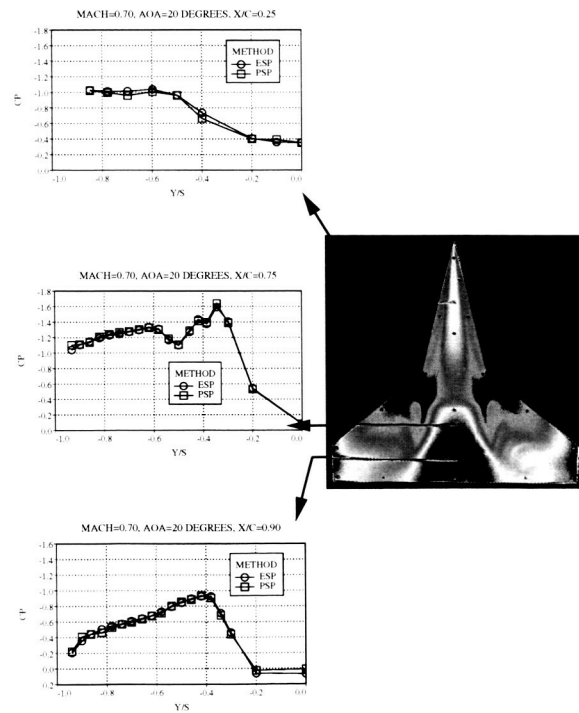 MACH=0.70, AOA=20 DEGREES, X/C=0.25
-1.8
-1.6
-1.4
-1.2
-1.0
-0.8
-0.6
-0.4
-0.2
0.0
CP
METHOD
ESP
PSP
-1.0 -0.8 -0.6 -0.4 -0.2 0.0
Y/S
MACH=0.70, AOA=20 DEGREES, X/C=0.75
-1.8
-1.6
-1.4
-1.2
-1.0
-0.8
-0.6
-0.4
-0.2
0.0
CP
METHOD
ESP
PSP
-1.0 -0.8 -0.6 -0.4 -0.2 0.0
Y/S
MACH=0.70, AOA=20 DEGREES, X/C=0.90
-1.6
-1.4
-1.2
-1.0
-0.8
-0.6
-0.4
-0.2
0.0
0.2
CP
METHOD
ESP
PSP
-1.0 -0.8 -0.6 -0.4 -0.2 0.0
Y/S